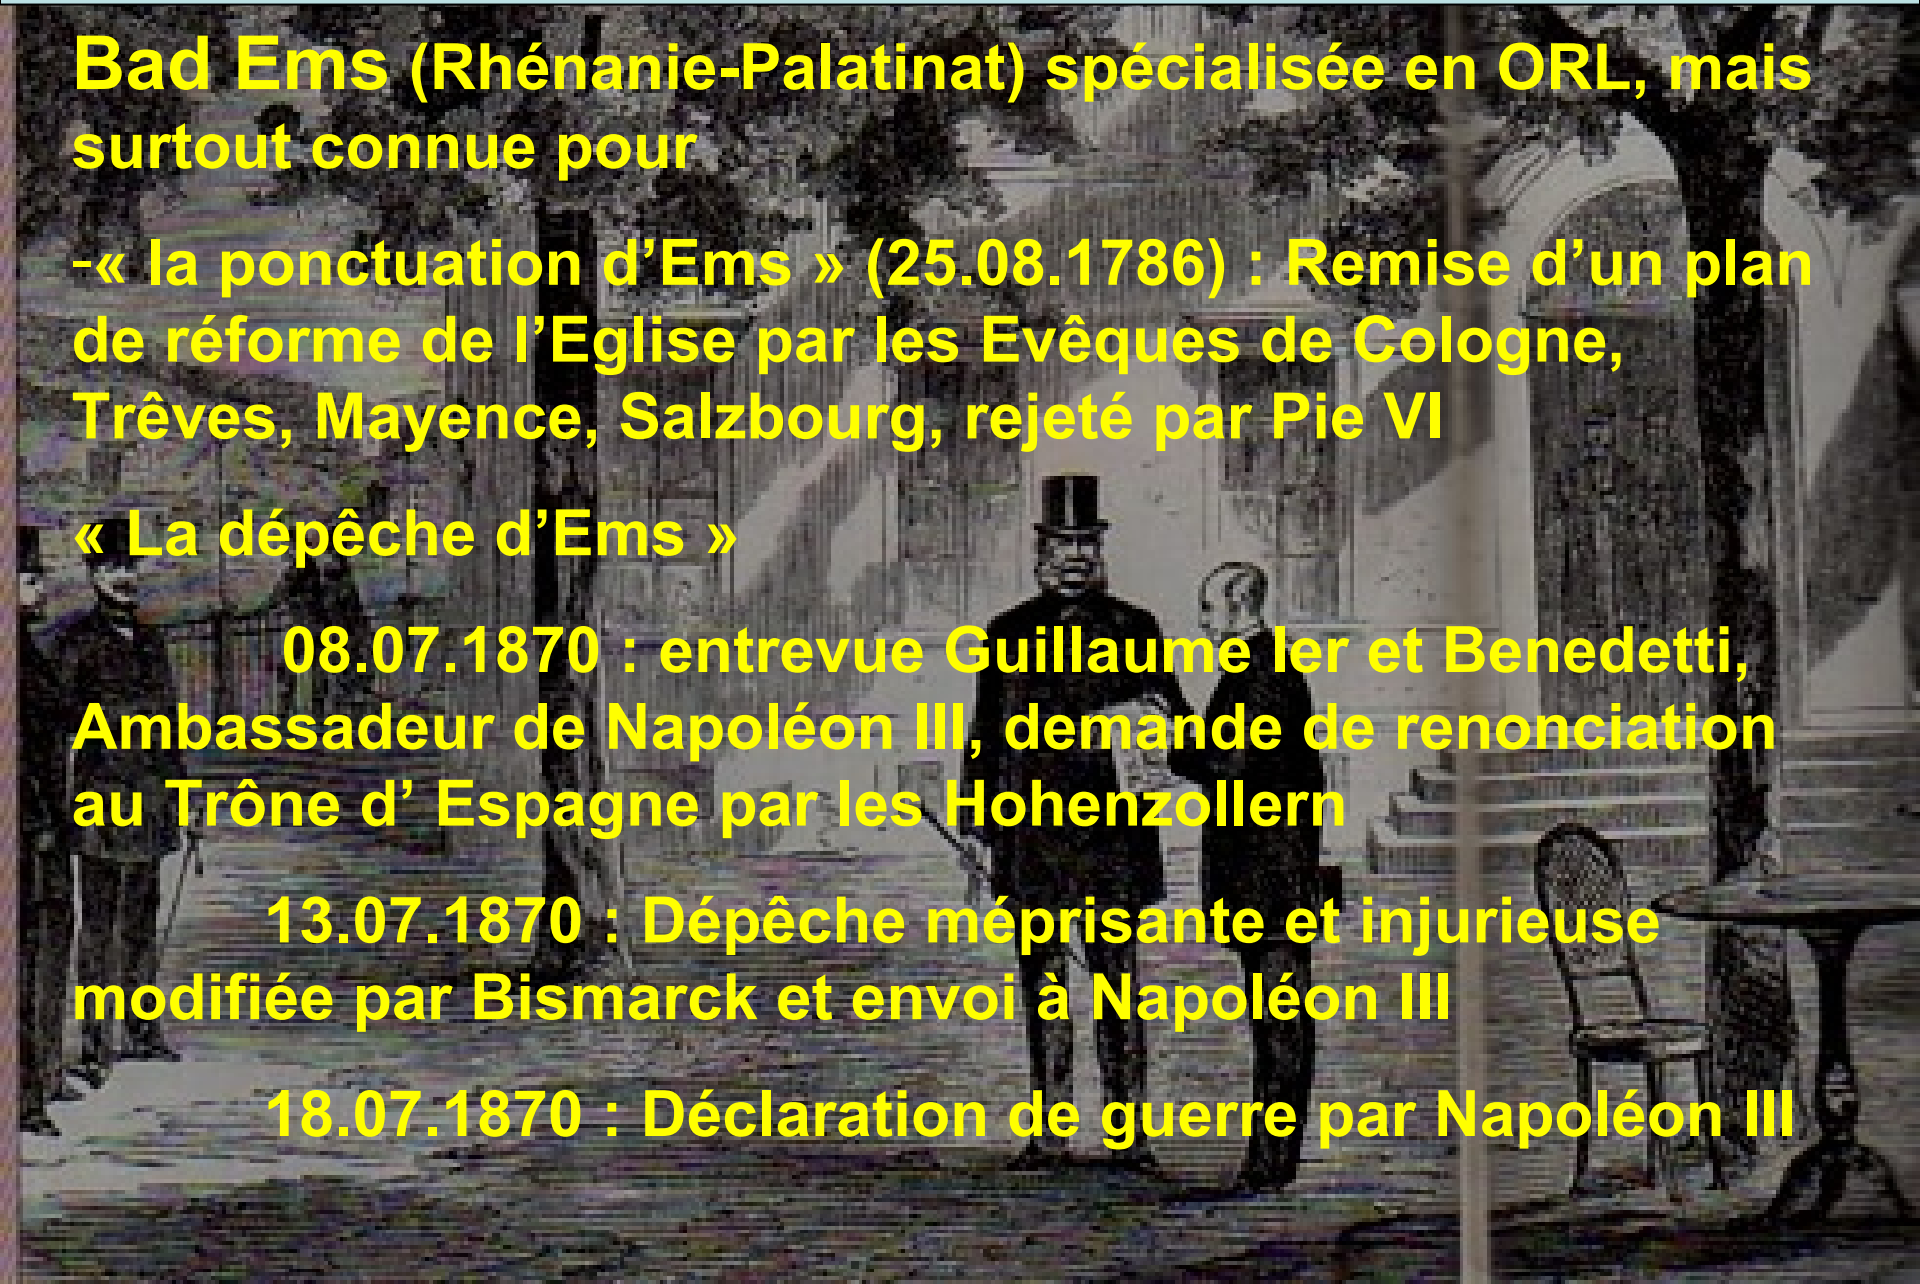 Bad Ems (Rhénanie-Palatinat) spécialisée en ORL, mais
surtout connue pour
-« la ponctuation d’Ems » (25.08.1786) : Remise d’un plan
de réforme de l’Eglise par les Evêques de Cologne,
Trêves, Mayence, Salzbourg, rejeté par Pie VI
« La dépêche d’Ems »
08.07.1870 : entrevue Guillaume Ier et Benedetti,
Ambassadeur de Napoléon III, demande de renonciation
au Trône d’ Espagne par les Hohenzollern
13.07.1870 : Dépêche méprisante et injurieuse
modifiée par Bismarck et envoi à Napoléon III
18.07.1870 : Déclaration de guerre par Napoléon III